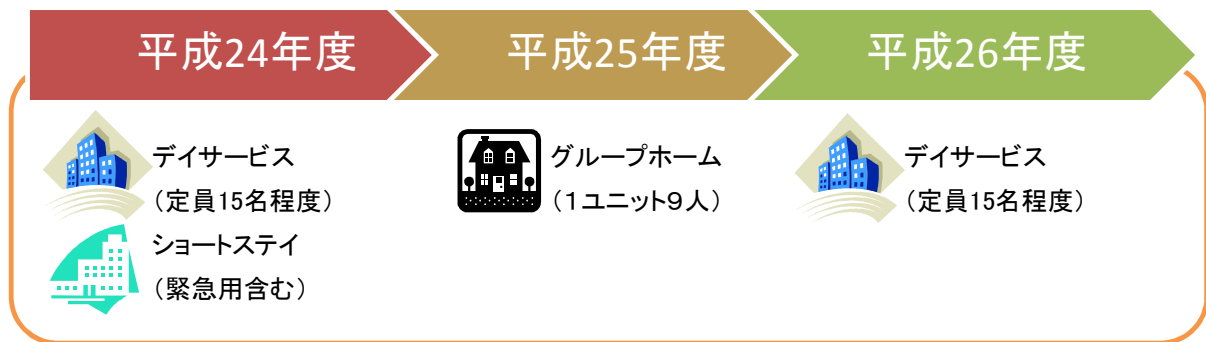 平成24年度
平成25年度
平成26年度
デイサービス
(定員15名程度)
ショートステイ
(緊急用含む)
グループホーム
(1ユニット9人)
デイサービス
(定員15名程度)